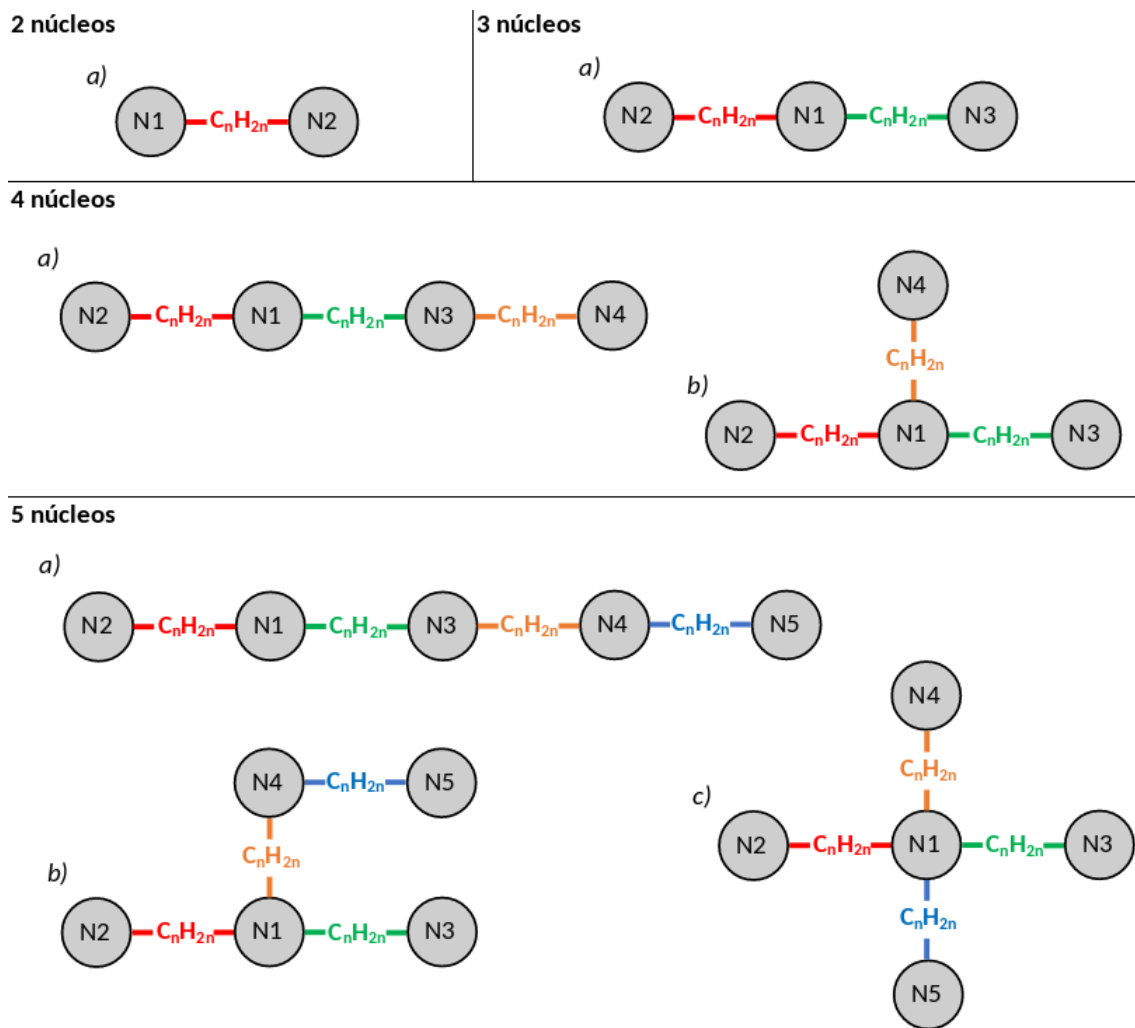 2 núcleos
a)
N1 CnH2n N2
3 núcleos
a)
N2 CnH2n N1 CnH2n N3
4 núcleos
a)
N2 CnH2n N1 CnH2n N3 CnH2n N4
b)
N4
CnH2n
N2 CnH2n N1 CnH2n N3
5 núcleos
a)
N2 CnH2n N1 CnH2n N3 CnH2n N4 CnH2n N5
b)
N4 CnH2n N5
CnH2n
N2 CnH2n N1 CnH2n N3
c)
N4
CnH2n
N2 CnH2n N1 CnH2n N3
CnH2n
N5